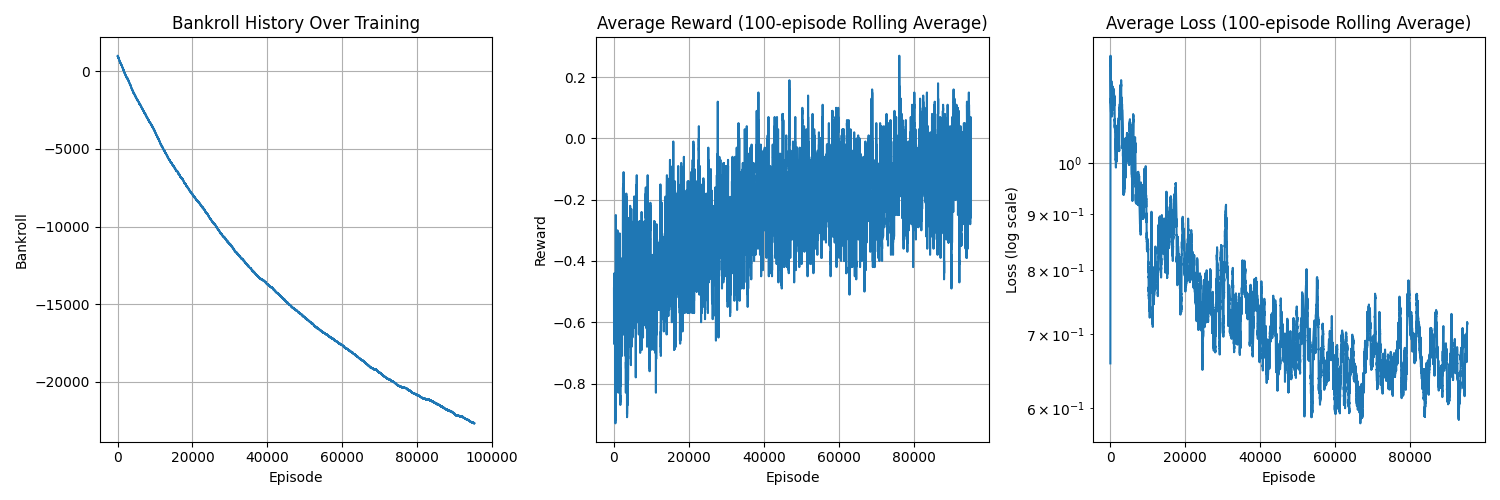 Bankroll History Over Training
Bankroll
0
−5000
−10000
−15000
−20000
0
20000
40000
60000
80000
100000
Episode
Average Reward (100-episode Rolling Average)
Reward
0.2
0.0
−0.2
−0.4
−0.6
−0.8
0
20000
40000
60000
80000
Episode
Average Loss (100-episode Rolling Average)
Loss (log scale)
10⁰
9 × 10⁻¹
8 × 10⁻¹
7 × 10⁻¹
6 × 10⁻¹
0
20000
40000
60000
80000
Episode